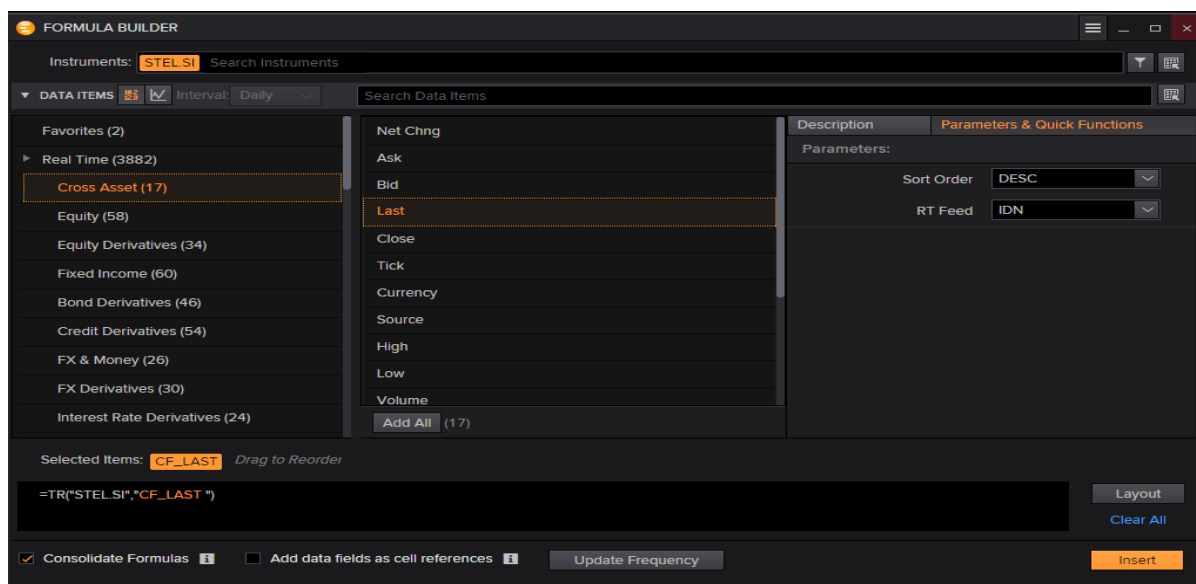 FORMULA BUILDER
Instruments: STEL.SI Search Instruments
DATA ITEMS Interval: Daily Search Data Items
Favorites (2)
Real Time (3882)
Cross Asset (17)
Equity (58)
Equity Derivatives (34)
Fixed Income (60)
Bond Derivatives (46)
Credit Derivatives (54)
FX & Money (26)
FX Derivatives (30)
Interest Rate Derivatives (24)
Net Chng
Ask
Bid
Last
Close
Tick
Currency
Source
High
Low
Volume
Add All (17)
Description Parameters & Quick Functions
Parameters:
Sort Order DESC
RT Feed IDN
Selected Items: CF_LAST Drag to Reorder
=TR("STEL.SI","CF_LAST ")
Layout
Clear All
Consolidate Formulas i Add data fields as cell references i Update Frequency Insert